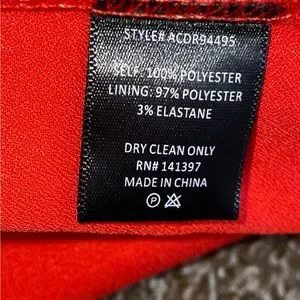 STYLE# ACDR94495
SELF: 100% POLYESTER
LINING: 97% POLYESTER
3% ELASTANE
DRY CLEAN ONLY
RN# 141397
MADE IN CHINA
P